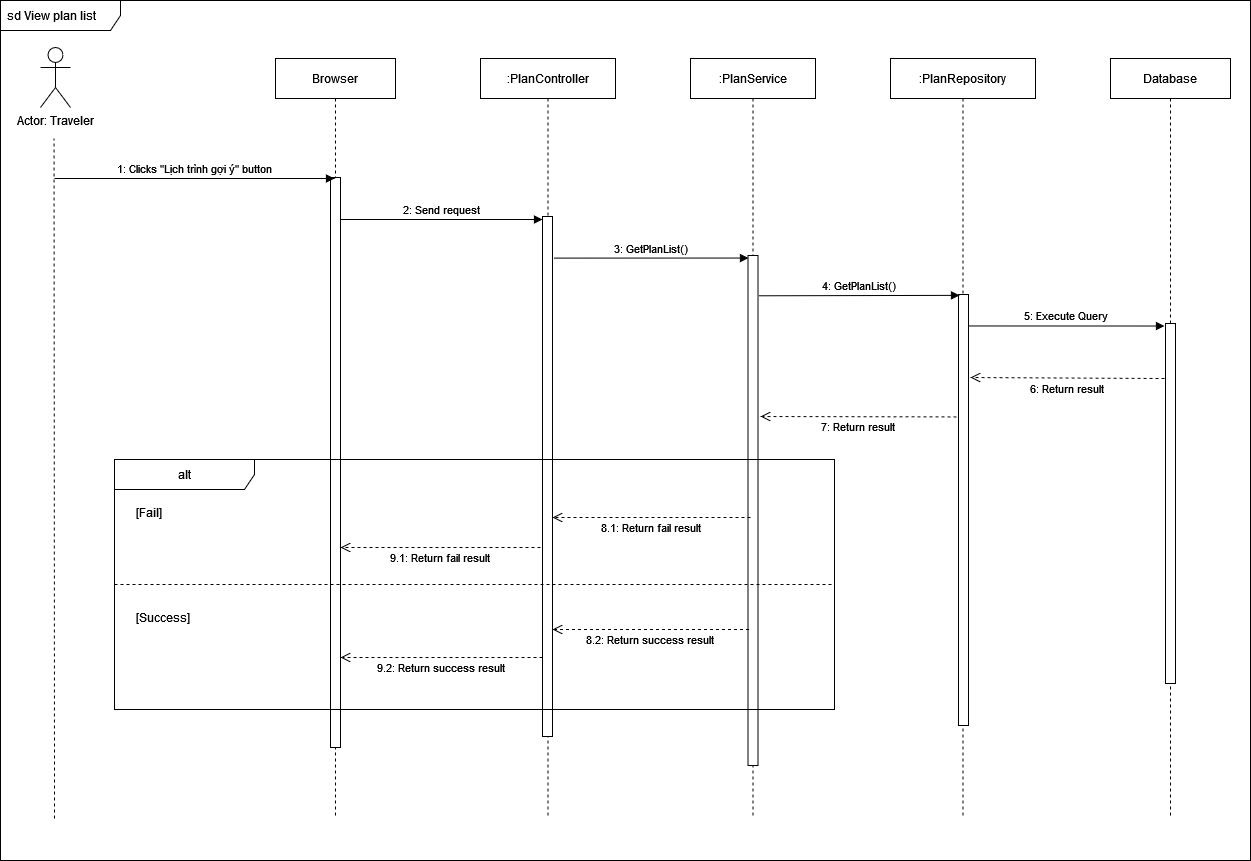 sd View plan list
Actor: Traveler
Browser
:PlanController
:PlanService
:PlanRepository
Database
1: Clicks "Lịch trình gợi ý" button
2: Send request
3: GetPlanList()
4: GetPlanList()
5: Execute Query
6: Return result
7: Return result
alt
[Fail]
8.1: Return fail result
9.1: Return fail result
[Success]
8.2: Return success result
9.2: Return success result